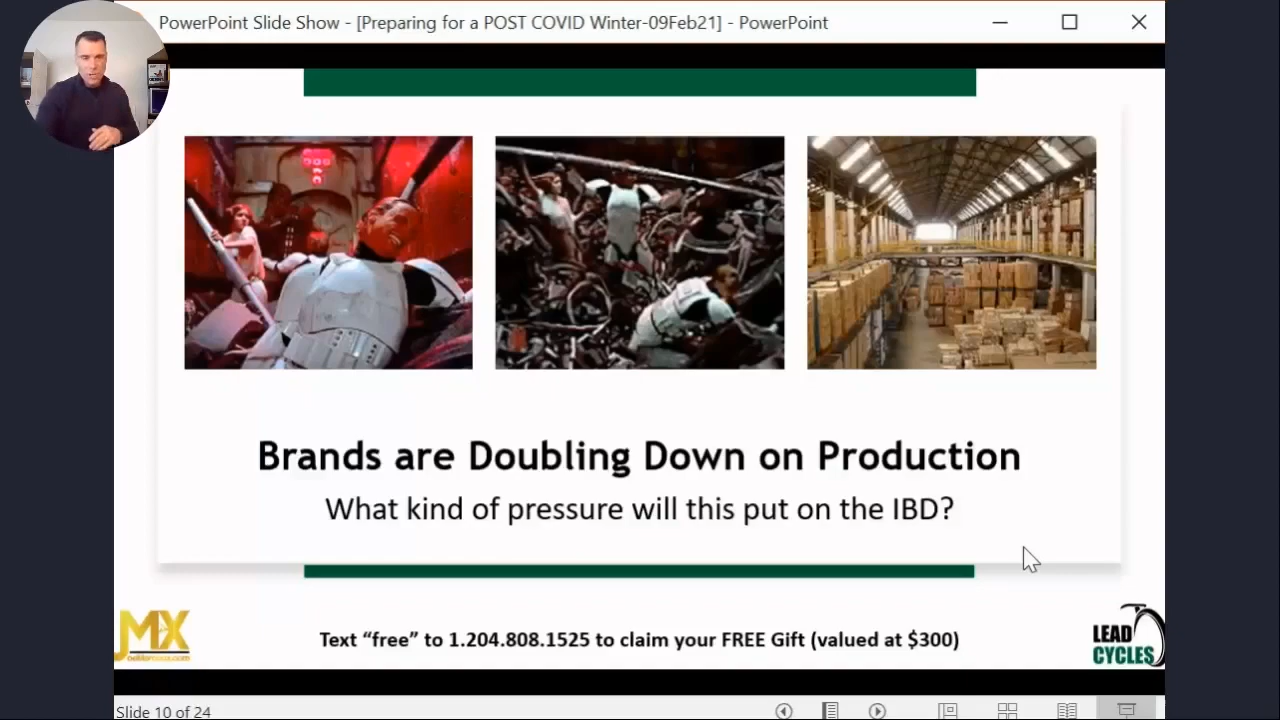 PowerPoint Slide Show - [Preparing for a POST COVID Winter-09Feb21] - PowerPoint
Brands are Doubling Down on Production
What kind of pressure will this put on the IBD?
JMX
Text “free” to 1.204.808.1525 to claim your FREE Gift (valued at $300)
LEAD
CYCLES
Slide 10 of 24